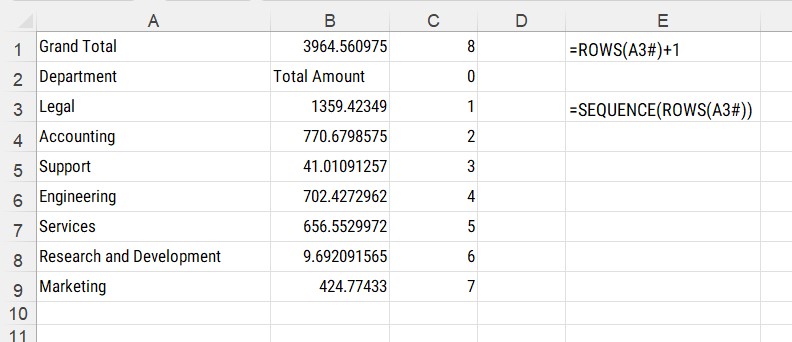 A B C D E
1 Grand Total 3964.560975 8 =ROWS(A3#)+1
2 Department Total Amount 0
3 Legal 1359.42349 1 =SEQUENCE(ROWS(A3#))
4 Accounting 770.6798575 2
5 Support 41.01091257 3
6 Engineering 702.4272962 4
7 Services 656.5529972 5
8 Research and Development 9.692091565 6
9 Marketing 424.77433 7
10
11